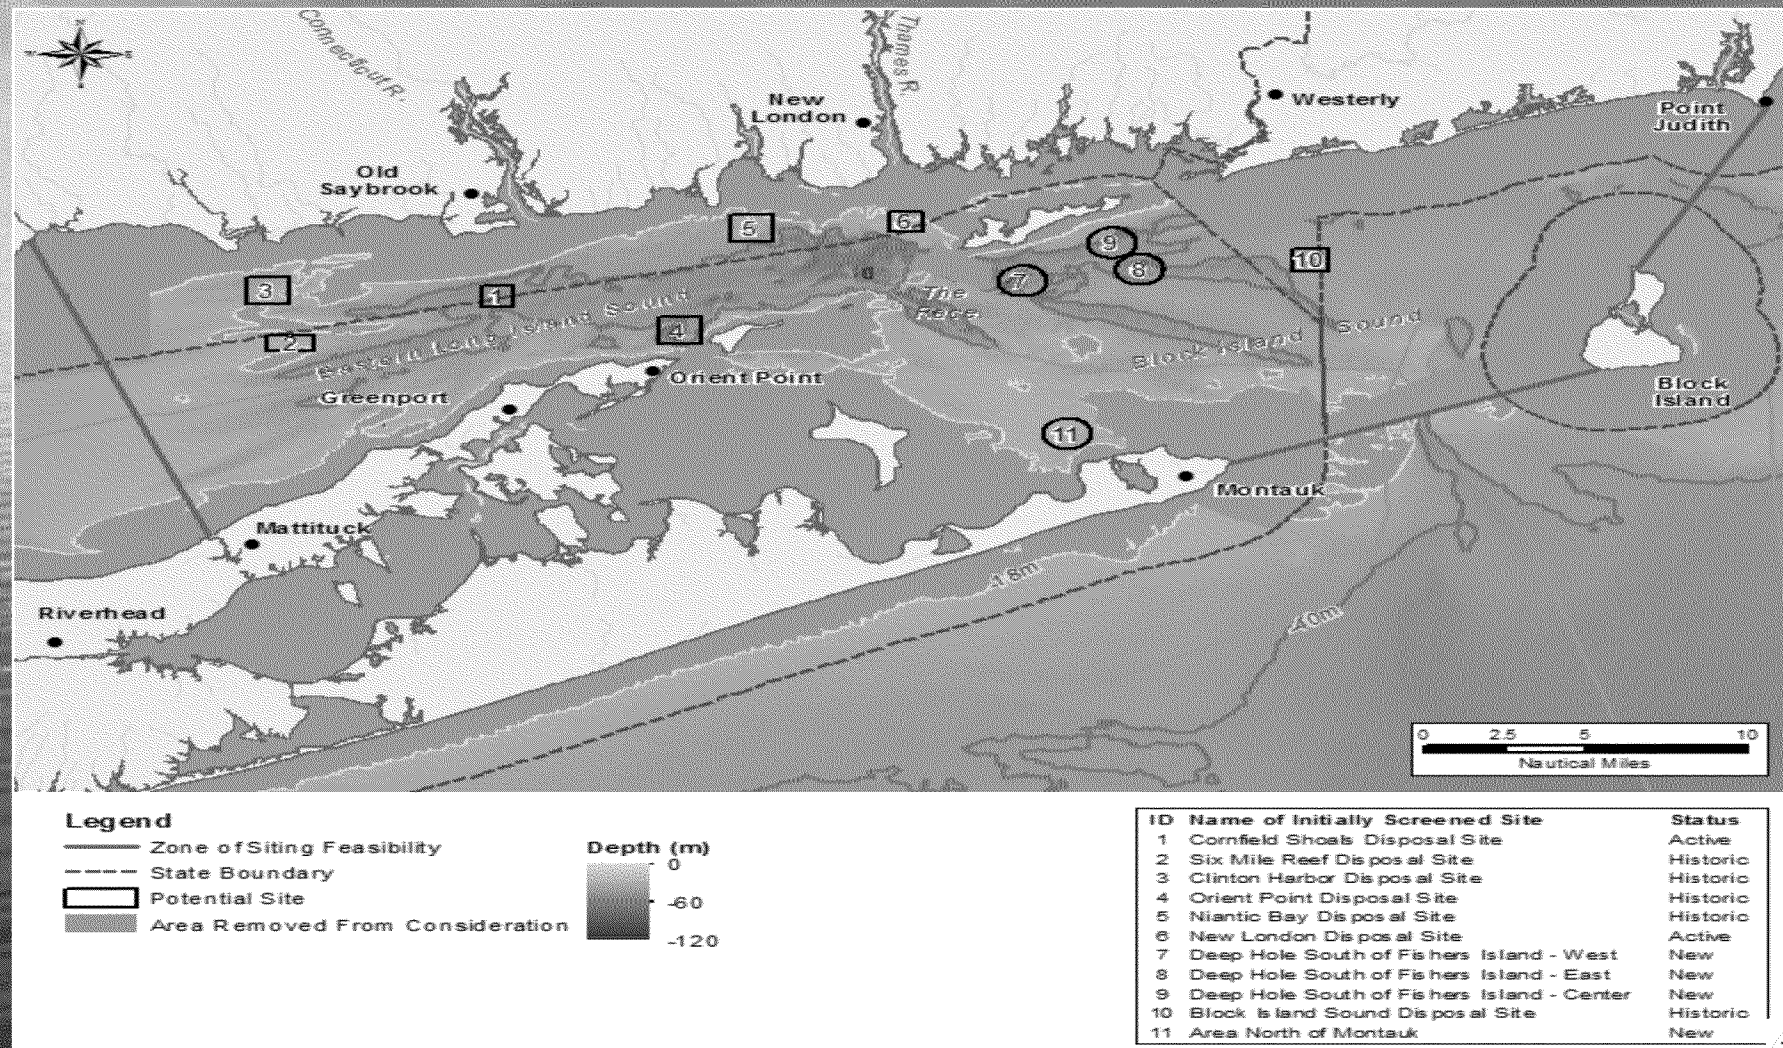 N
Connecticut R.
Thames R
New
London
Westerly
Point
Judith
Old
Saybrook
5
6
9
8
7
10
3
1
2
4
Eastern Long Island Sound
The
Race
Block Island Sound
Orient Point
Greenport
Block
Island
11
Montauk
Mattituck
Riverhead
-18m
-40m
0 2.5 5 10
Nautical Miles
Legend
Zone of Siting Feasibility
State Boundary
Potential Site
Area Removed From Consideration
Depth (m)
0
-60
-120
ID Name of Initially Screened Site Status
1 Cornfield Shoals Disposal Site Active
2 Six Mile Reef Disposal Site Historic
3 Clinton Harbor Disposal Site Historic
4 Orient Point Disposal Site Historic
5 Niantic Bay Disposal Site Historic
6 New London Disposal Site Active
7 Deep Hole South of Fishers Island - West New
8 Deep Hole South of Fishers Island - East New
9 Deep Hole South of Fishers Island - Center New
10 Block Island Sound Disposal Site Historic
11 Area North of Montauk New